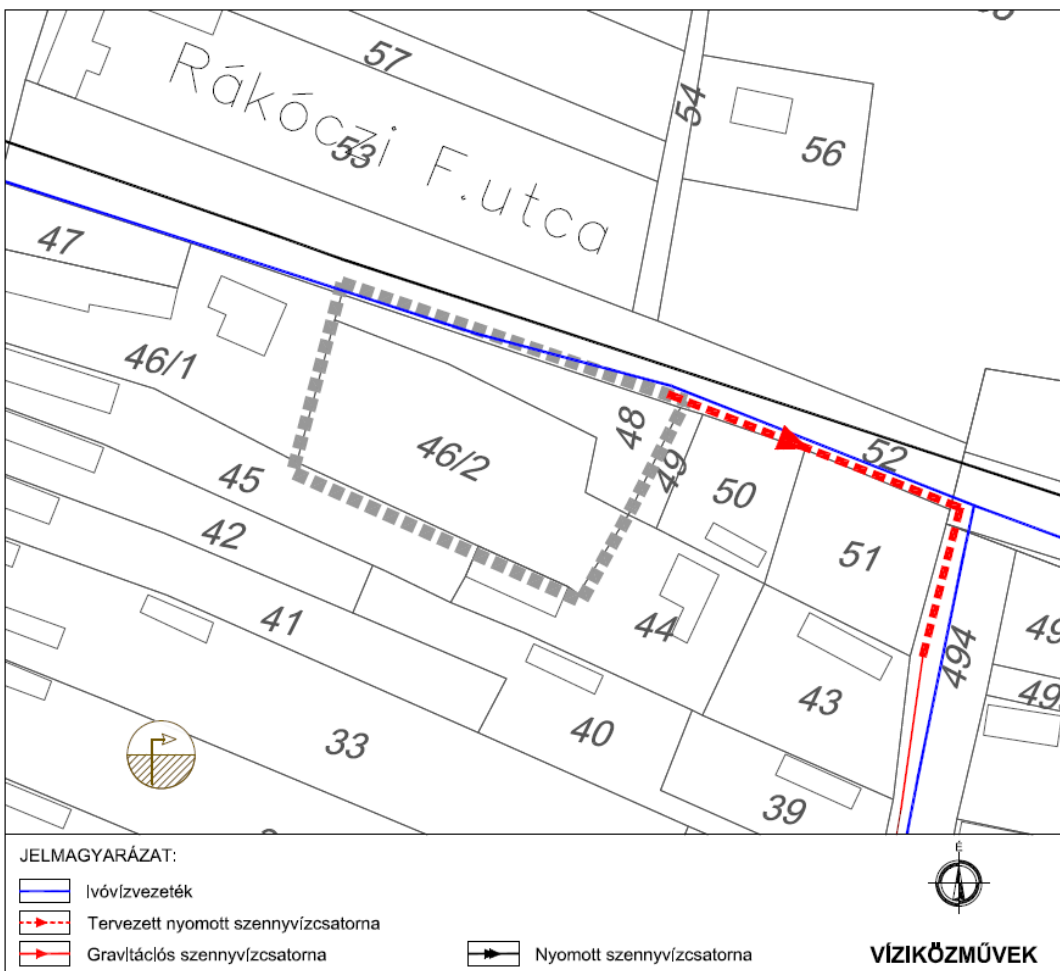 57
Rákóczi F.utca
53
54
56
47
46/1
46/2
48
49
50
52
51
45
42
41
44
43
494
33
40
39
JELMAGYARÁZAT:
Ivóvízvezeték
Tervezett nyomott szennyvízcsatorna
Gravitációs szennyvízcsatorna
Nyomott szennyvízcsatorna
É
VÍZIKÖZMŰVEK